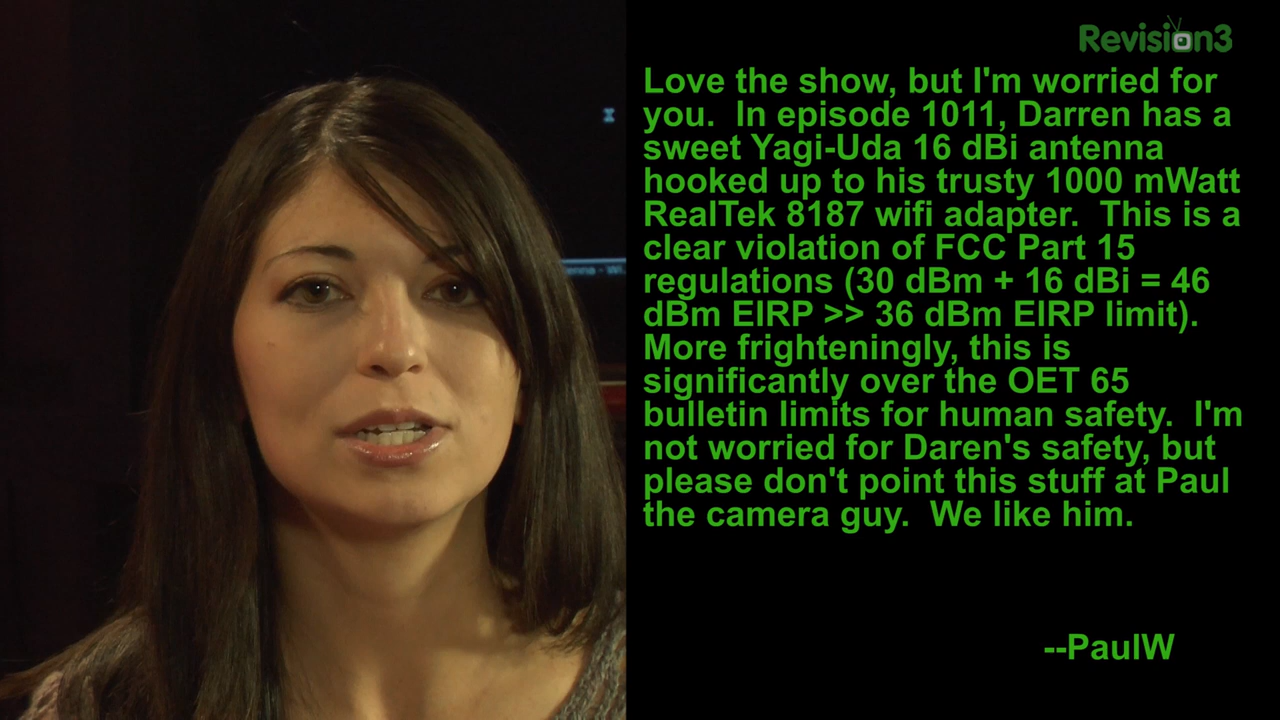 Revision3
Love the show, but I'm worried for
you.  In episode 1011, Darren has a
sweet Yagi-Uda 16 dBi antenna
hooked up to his trusty 1000 mWatt
RealTek 8187 wifi adapter.  This is a
clear violation of FCC Part 15
regulations (30 dBm + 16 dBi = 46
dBm EIRP >> 36 dBm EIRP limit).
More frighteningly, this is
significantly over the OET 65
bulletin limits for human safety.  I'm
not worried for Daren's safety, but
please don't point this stuff at Paul
the camera guy.  We like him.
--PaulW